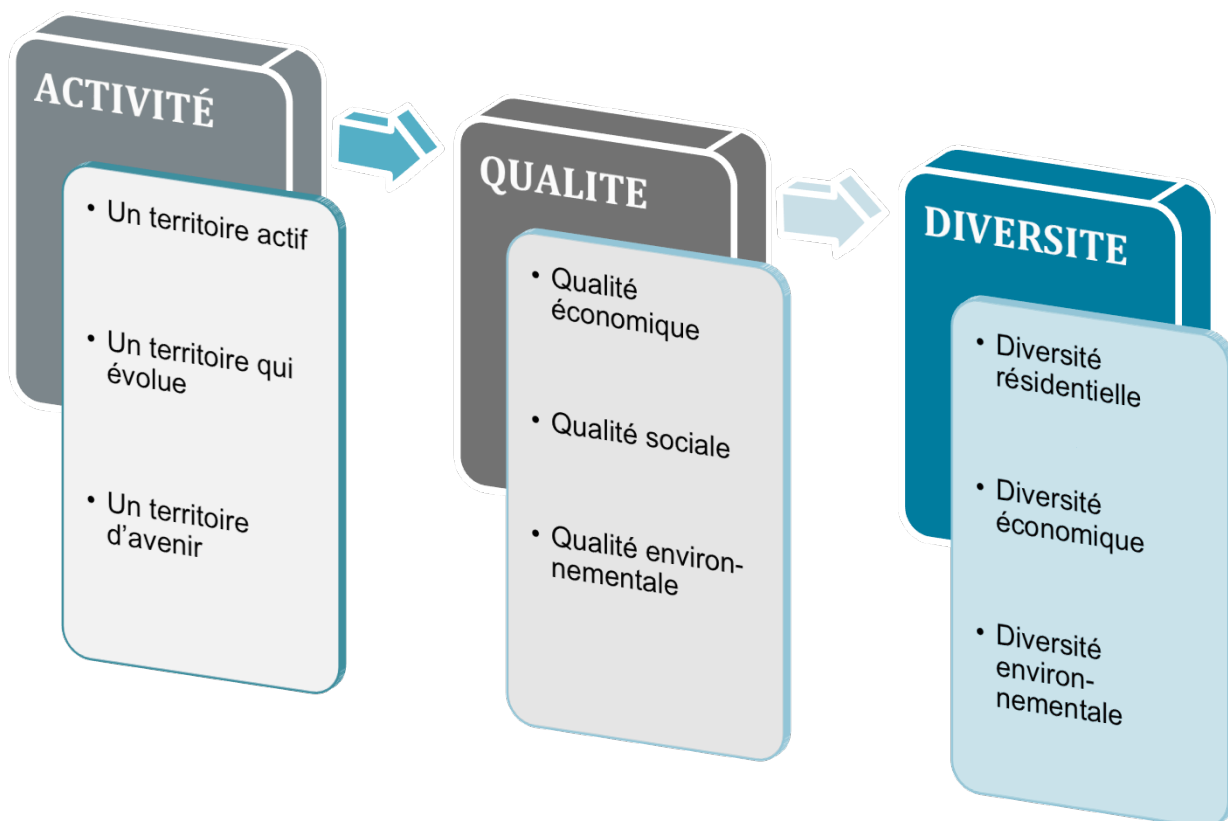 ACTIVITÉ
• Un territoire actif
• Un territoire qui
évolue
• Un territoire
d’avenir
QUALITE
• Qualité
économique
• Qualité sociale
• Qualité environ-
nementale
DIVERSITE
• Diversité
résidentielle
• Diversité
économique
• Diversité
environ-
nementale